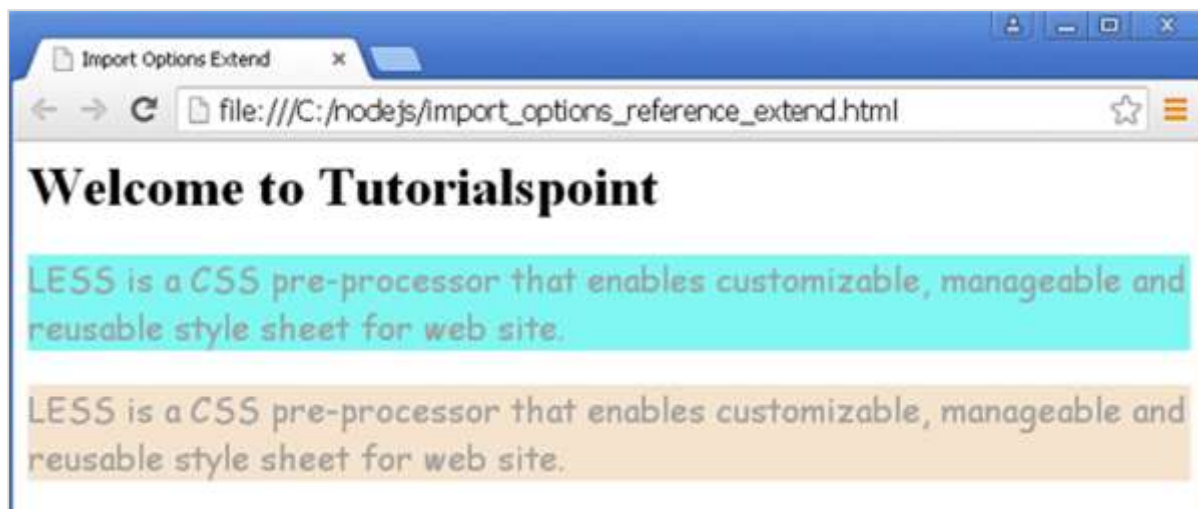 Import Options Extend
file:///C:/nodejs/import_options_reference_extend.html
Welcome to Tutorialspoint
LESS is a CSS pre-processor that enables customizable, manageable and
reusable style sheet for web site.
LESS is a CSS pre-processor that enables customizable, manageable and
reusable style sheet for web site.